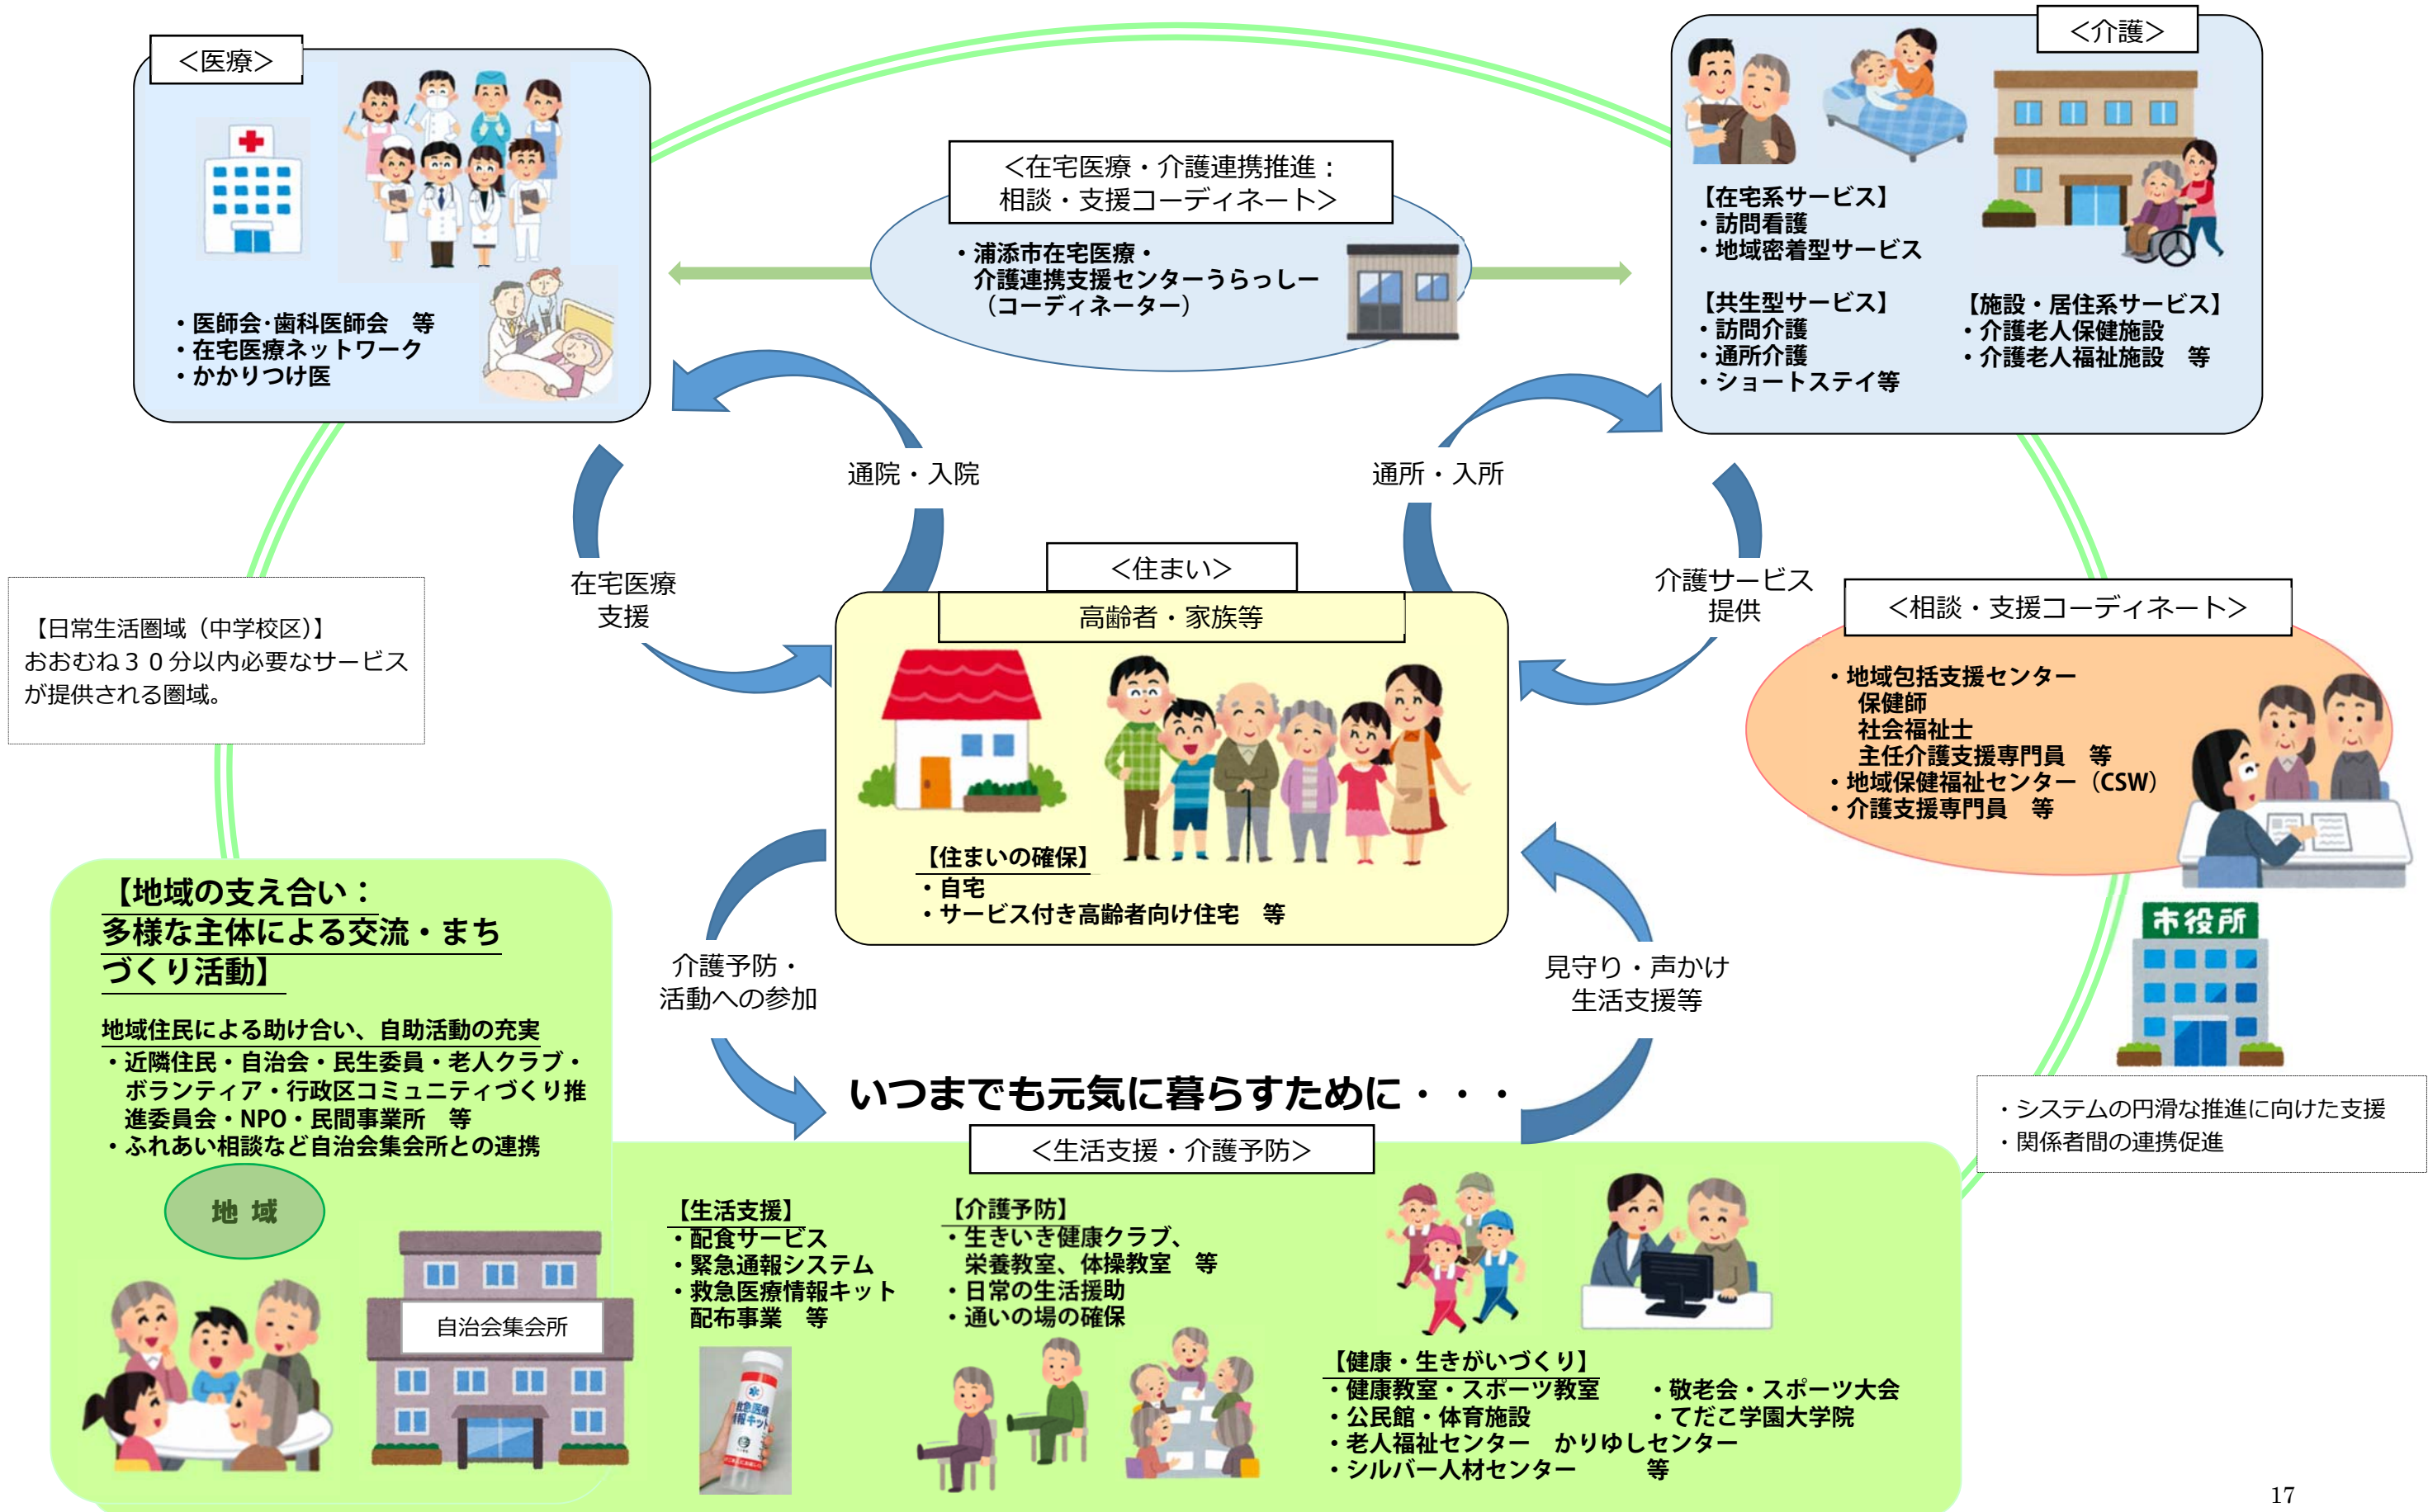 ＜医療＞
・医師会･歯科医師会　等
・在宅医療ネットワーク
・かかりつけ医
＜在宅医療・介護連携推進：
相談・支援コーディネート＞
・浦添市在宅医療・
介護連携支援センターうらっしー
（コーディネーター）
＜介護＞
【在宅系サービス】
・訪問看護
・地域密着型サービス
【共生型サービス】
・訪問介護
・通所介護
・ショートステイ等
【施設・居住系サービス】
・介護老人保健施設
・介護老人福祉施設　等
通院・入院
通所・入所
在宅医療
支援
介護サービス
提供
【日常生活圏域（中学校区）】
おおむね３０分以内必要なサービス
が提供される圏域。
＜住まい＞
高齢者・家族等
【住まいの確保】
・自宅
・サービス付き高齢者向け住宅　等
＜相談・支援コーディネート＞
・地域包括支援センター
保健師
社会福祉士
主任介護支援専門員　等
・地域保健福祉センター（CSW）
・介護支援専門員　等
市役所
・システムの円滑な推進に向けた支援
・関係者間の連携促進
介護予防・
活動への参加
見守り・声かけ
生活支援等
【地域の支え合い：
多様な主体による交流・まち
づくり活動】
地域住民による助け合い、自助活動の充実
・近隣住民・自治会・民生委員・老人クラブ・
ボランティア・行政区コミュニティづくり推
進委員会・NPO・民間事業所　等
・ふれあい相談など自治会集会所との連携
地 域
自治会集会所
いつまでも元気に暮らすために・・・
＜生活支援・介護予防＞
【生活支援】
・配食サービス
・緊急通報システム
・救急医療情報キット
配布事業　等
救急医療
情報キット
【介護予防】
・生きいき健康クラブ、
栄養教室、体操教室　等
・日常の生活援助
・通いの場の確保
【健康・生きがいづくり】
・健康教室・スポーツ教室　・敬老会・スポーツ大会
・公民館・体育施設　・てだこ学園大学院
・老人福祉センター　かりゆしセンター
・シルバー人材センター　等
17